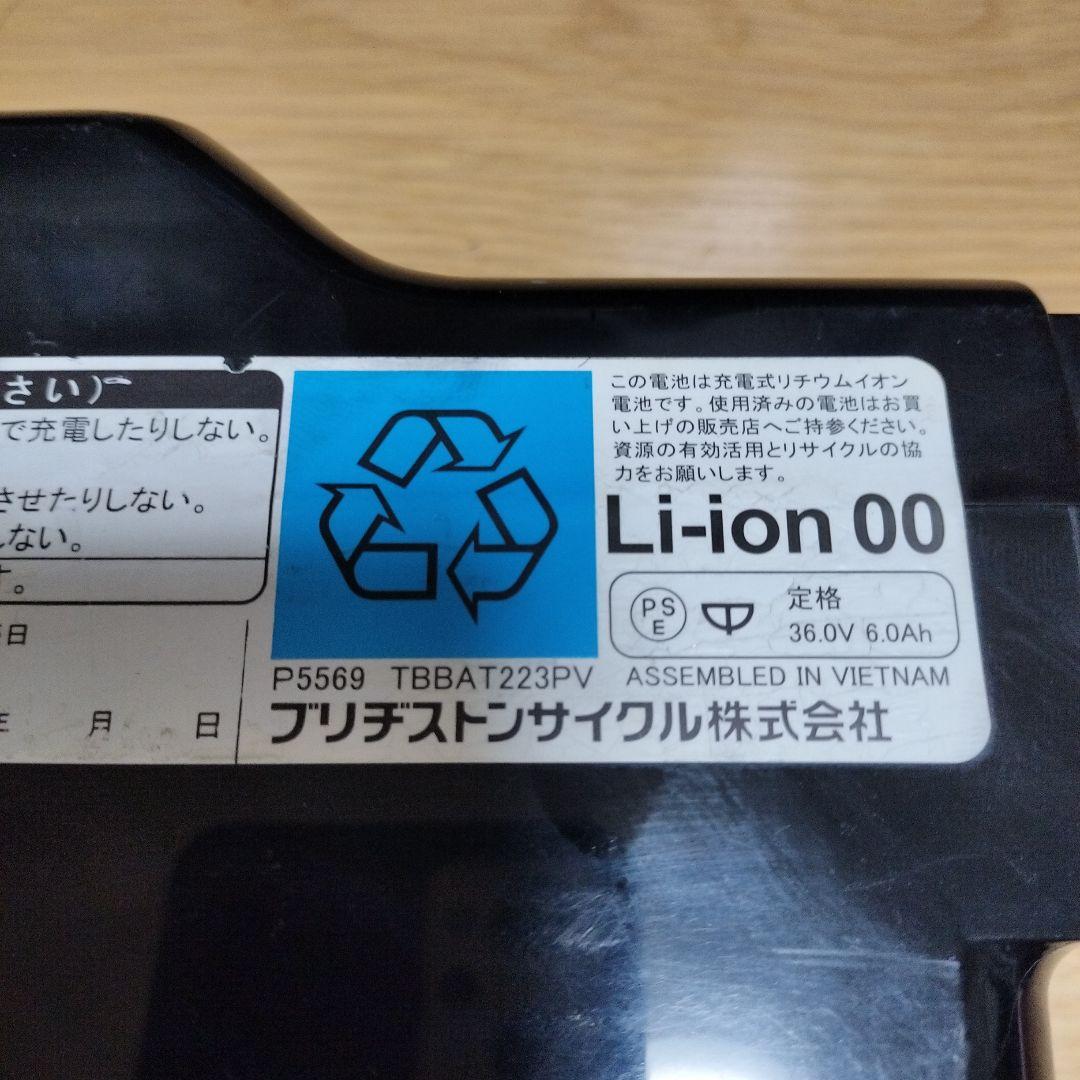 さい)
で充電したりしない。
させたりしない。
しない。
す。
日
年 月 日
この電池は充電式リチウムイオン
電池です。使用済みの電池はお買
い上げの販売店へご持参ください。
資源の有効活用とリサイクルの協
力をお願いします。
Li-ion 00
PSE
定格
36.0V 6.0Ah
P5569 TBBAT223PV ASSEMBLED IN VIETNAM
ブリヂストンサイクル株式会社